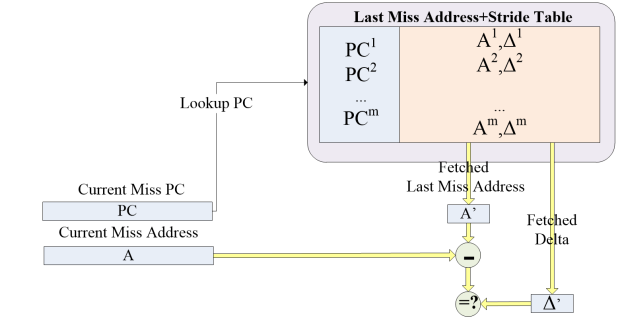 Last Miss Address+Stride Table
PC¹
A¹,Δ¹
PC²
A²,Δ²
...
...
PCᵐ
Aᵐ,Δᵐ
Lookup PC
Fetched
Last Miss Address
Current Miss PC
PC
A’
Fetched
Delta
Current Miss Address
A
-
=?
Δ’